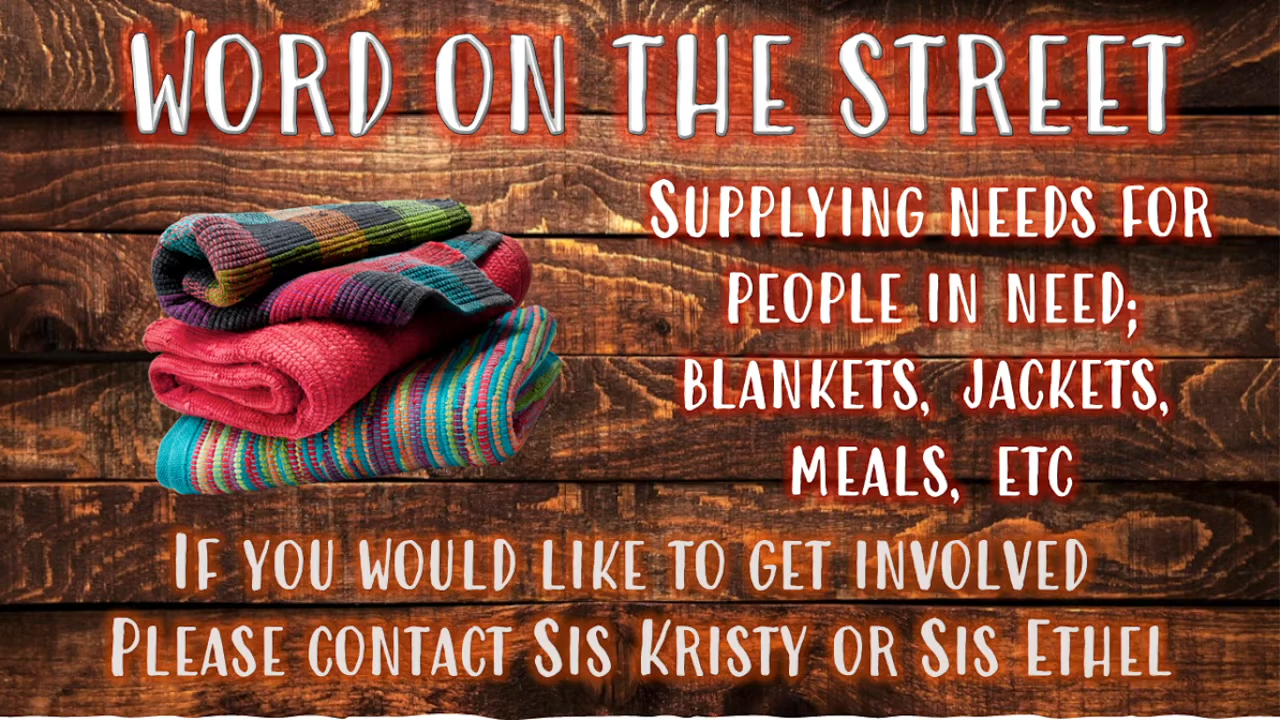 WORD ON THE STREET
SUPPLYING NEEDS FOR
PEOPLE IN NEED;
BLANKETS, JACKETS,
MEALS, ETC
IF YOU WOULD LIKE TO GET INVOLVED
PLEASE CONTACT SIS KRISTY OR SIS ETHEL